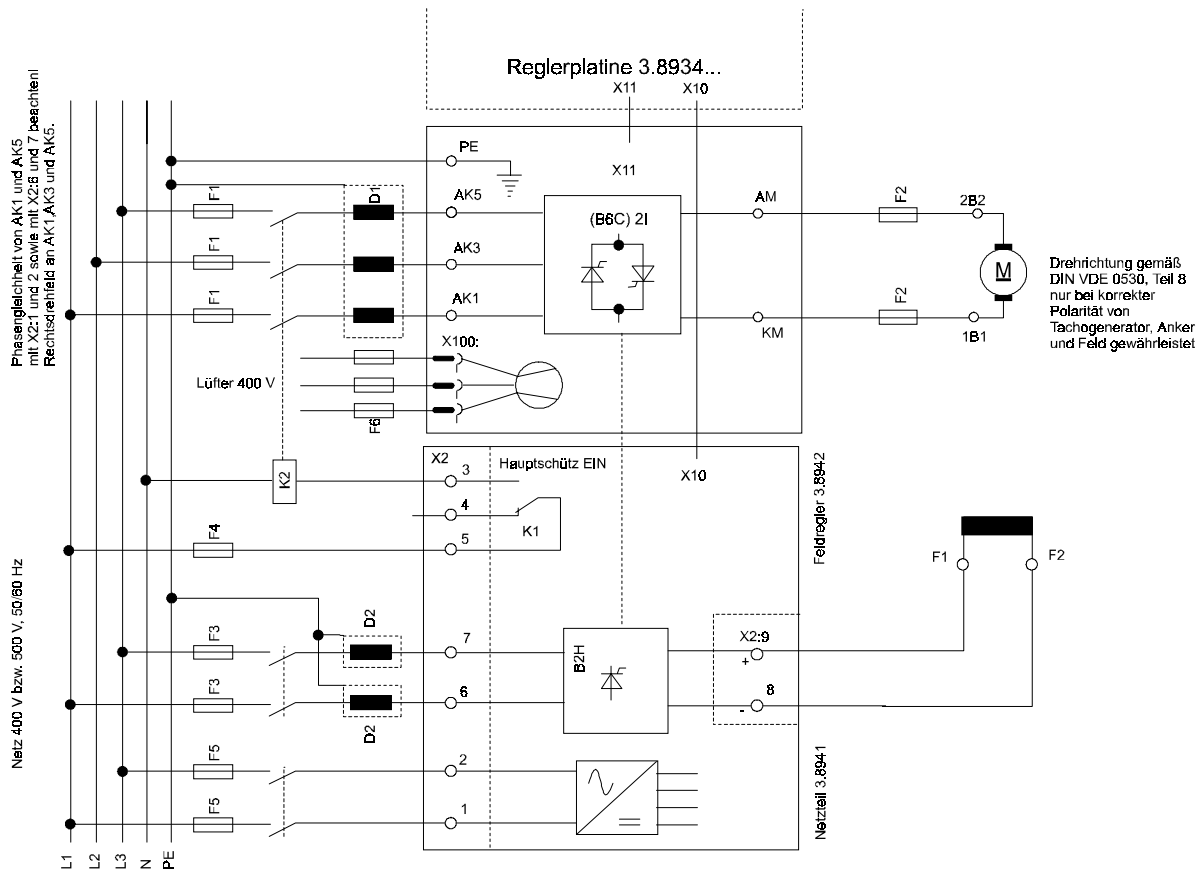 Reglerplatine 3.8934...
X11
X10
Phasengleichheit von AK1 und AK5
mit X2:1 und 2 sowie mit X2:6 und 7 beachten!
Rechtsdrehfeld an AK1,AK3 und AK5.
PE
X11
F1
D1
AK5
(B6C) 2I
AM
F2
2B2
F1
AK3
M
Drehrichtung gemäß
DIN VDE 0530, Teil 8
nur bei korrekter
Polarität von
Tachogenerator, Anker
und Feld gewährleistet
F1
AK1
F2
KM
1B1
X100:
Lüfter 400 V
F6
X2
Hauptschütz EIN
X10
K2
3
4
K1
F4
5
Feldregler 3.8942
F1
F2
Netz 400 V bzw. 500 V, 50/60 Hz
F3
D2
7
B2H
X2:9
+
F3
6
8
-
D2
F5
2
Netzteil 3.8941
F5
1
L1
L2
L3
N
PE